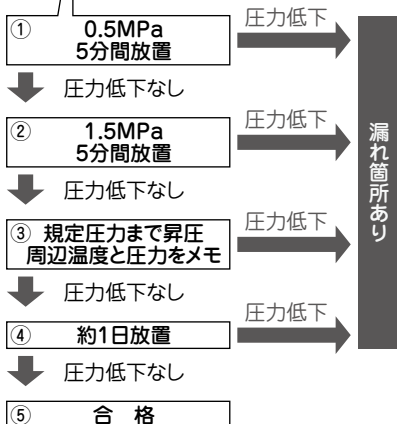 ① 0.5MPa
5分間放置
圧力低下
圧力低下なし
② 1.5MPa
5分間放置
圧力低下
圧力低下なし
③ 規定圧力まで昇圧
周辺温度と圧力をメモ
圧力低下
圧力低下なし
④ 約1日放置
圧力低下
圧力低下なし
⑤ 合 格
漏れ箇所あり